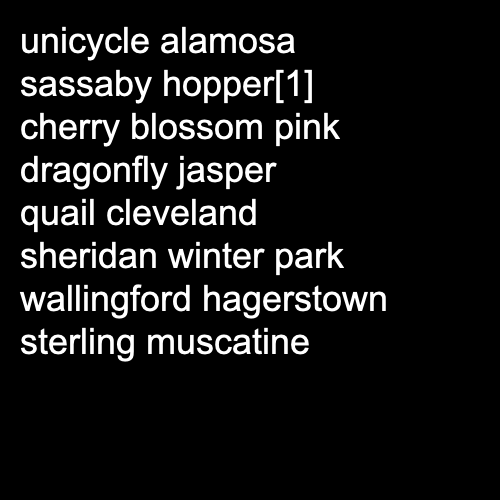 unicycle alamosa
sassaby hopper[1]
cherry blossom pink
dragonfly jasper
quail cleveland
sheridan winter park
wallingford hagerstown
sterling muscatine